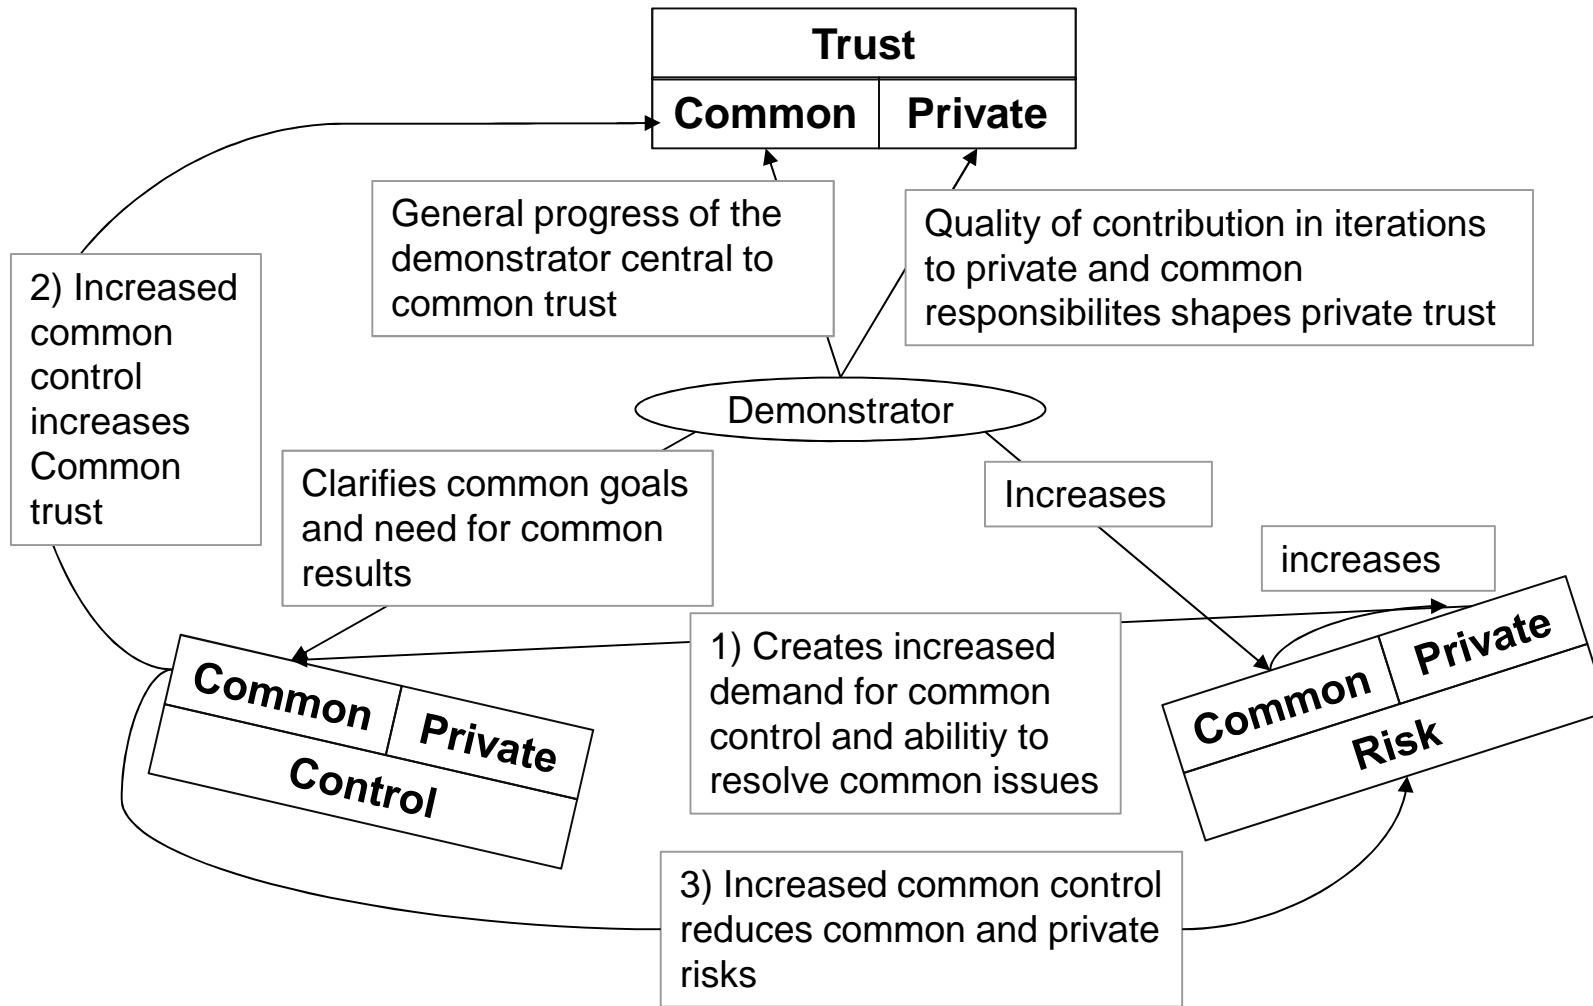 Trust
Common Private
General progress of the
demonstrator central to
common trust
Quality of contribution in iterations
to private and common
responsibilites shapes private trust
2) Increased
common
control
increases
Common
trust
Demonstrator
Clarifies common goals
and need for common
results
Increases
increases
1) Creates increased
demand for common
control and abilitiy to
resolve common issues
Common Private
Control
Common Private
Risk
3) Increased common control
reduces common and private
risks